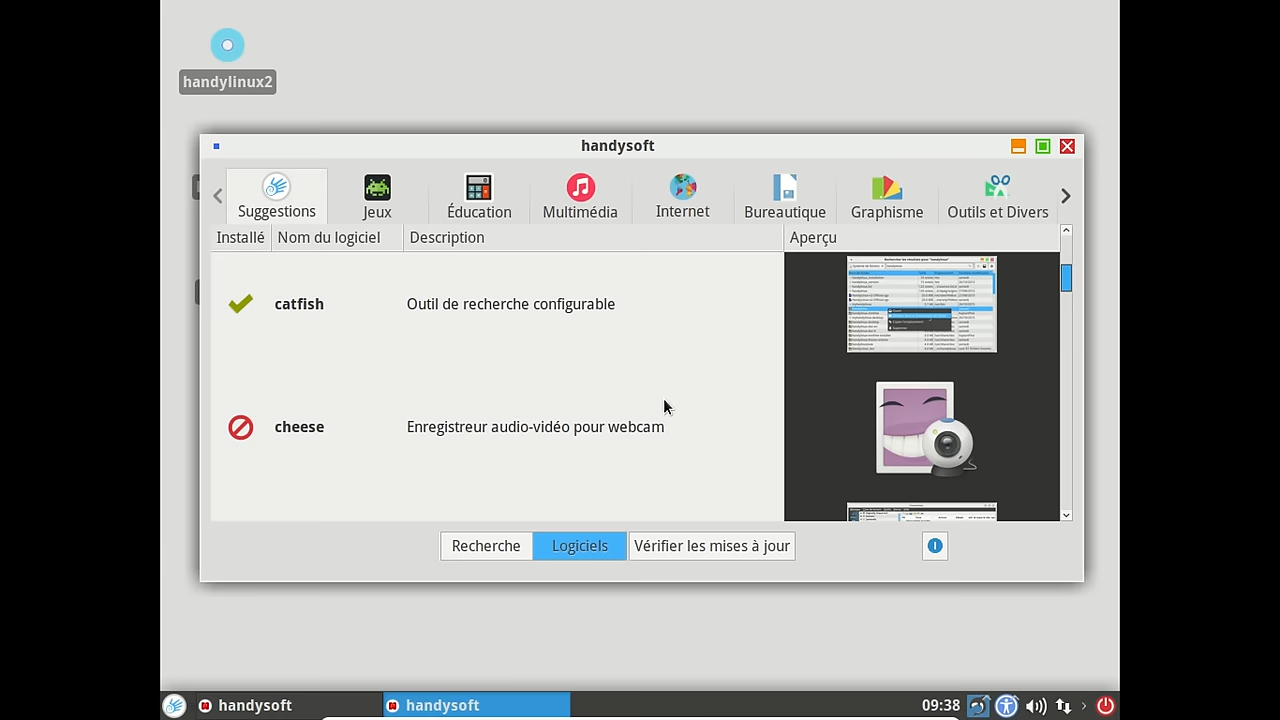 handylinux2
handysoft
Suggestions
Jeux
Éducation
Multimédia
Internet
Bureautique
Graphisme
Outils et Divers
Installé
Nom du logiciel
Description
Aperçu
catfish
Outil de recherche configurable
cheese
Enregistreur audio-vidéo pour webcam
Recherche
Logiciels
Vérifier les mises à jour
handysoft
handysoft
09:38